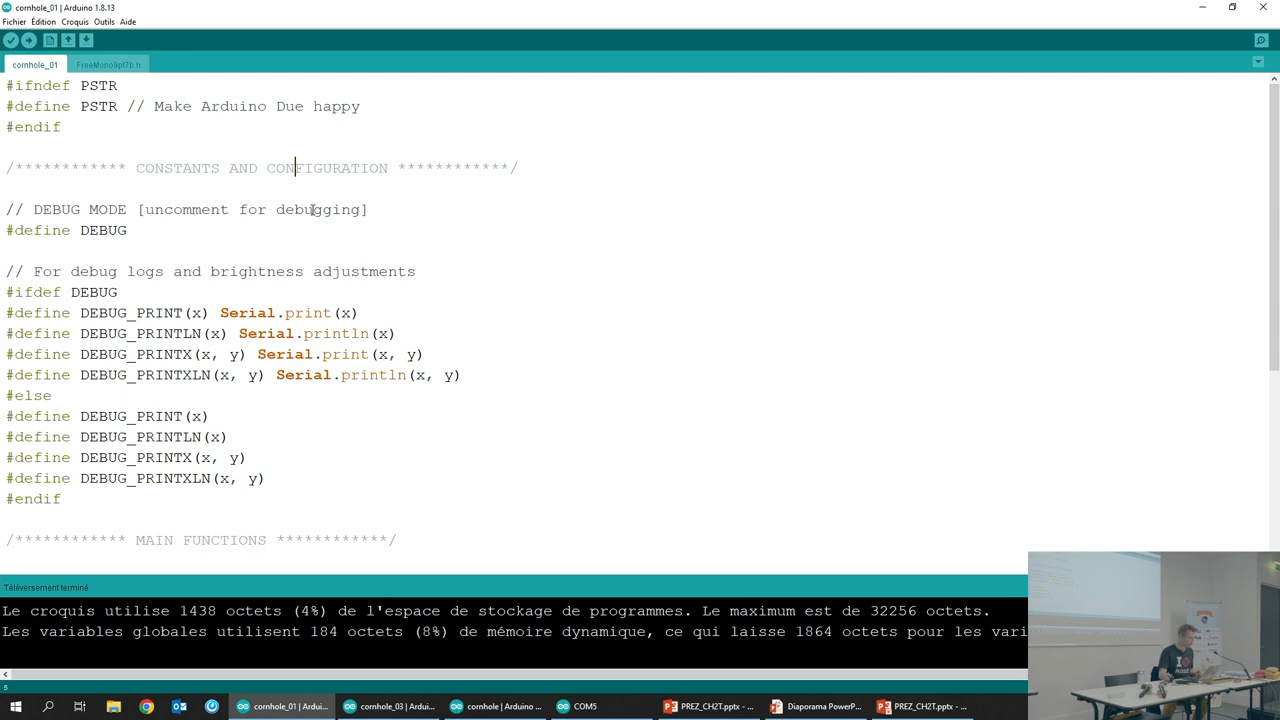 cornhole_01 | Arduino 1.8.13
Fichier Édition Croquis Outils Aide
cornhole_01 FreeMono9pt7b.h
#ifndef PSTR
#define PSTR // Make Arduino Due happy
#endif
/************ CONSTANTS AND CONFIGURATION ************/
// DEBUG MODE [uncomment for debugging]
#define DEBUG
// For debug logs and brightness adjustments
#ifdef DEBUG
#define DEBUG_PRINT(x) Serial.print(x)
#define DEBUG_PRINTLN(x) Serial.println(x)
#define DEBUG_PRINTX(x, y) Serial.print(x, y)
#define DEBUG_PRINTXLN(x, y) Serial.println(x, y)
#else
#define DEBUG_PRINT(x)
#define DEBUG_PRINTLN(x)
#define DEBUG_PRINTX(x, y)
#define DEBUG_PRINTXLN(x, y)
#endif
/************ MAIN FUNCTIONS ************/
Téléversement terminé
Le croquis utilise 1438 octets (4%) de l'espace de stockage de programmes. Le maximum est de 32256 octets.
Les variables globales utilisent 184 octets (8%) de mémoire dynamique, ce qui laisse 1864 octets pour les vari
5
cornhole_01 | Ardui... cornhole_03 | Ardui... cornhole | Arduino ... COM5 PREZ_CH2T.pptx - ... Diaporama PowerP... PREZ_CH2T.pptx - ...